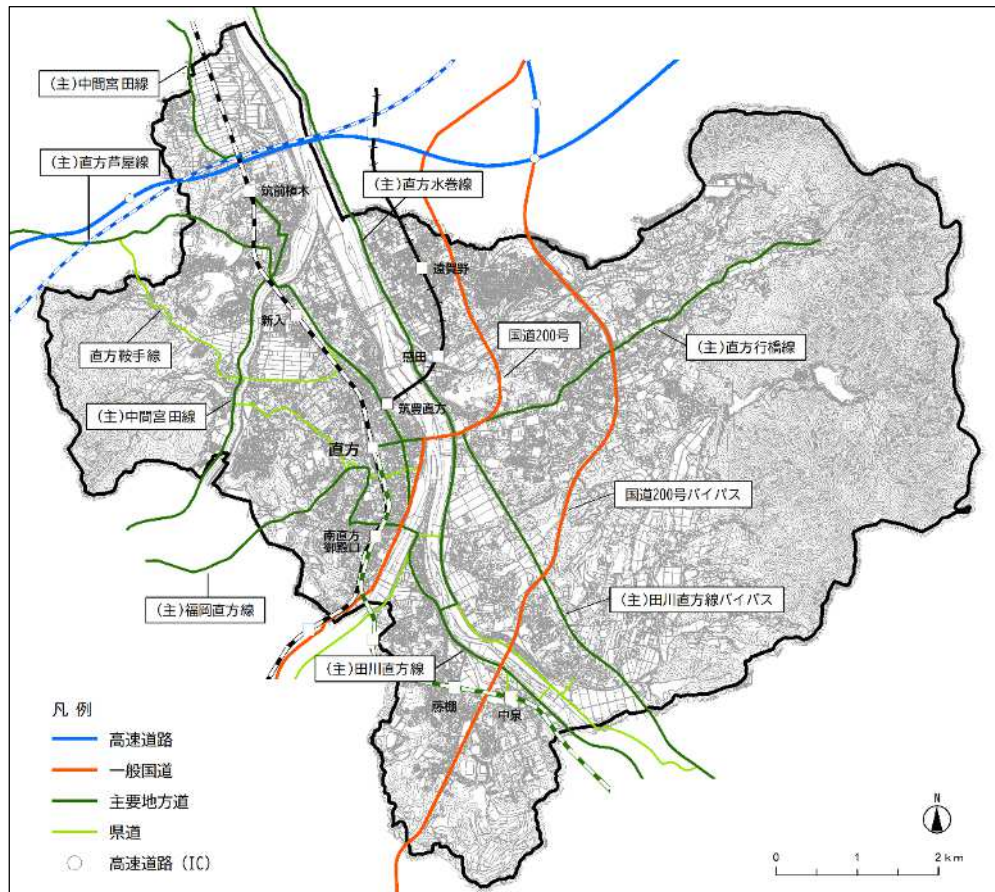 (主)中間宮田線
(主)直方芦屋線
(主)直方水巻線
筑前植木
遠賀野
新入
国道200号
(主)直方行橋線
直方鞍手線
感田
(主)中間宮田線
筑豊直方
直方
国道200号バイパス
南直方
御殿口
(主)福岡直方線
(主)田川直方線バイパス
(主)田川直方線
藤棚
中泉
凡 例
高速道路
一般国道
主要地方道
県道
高速道路(IC)
N
0 1 2km